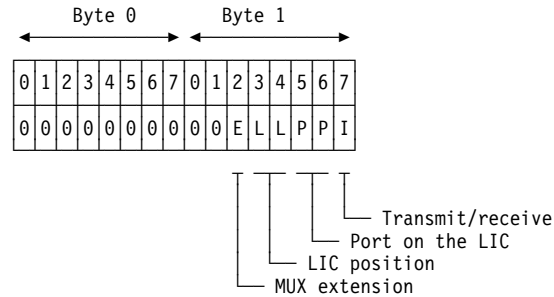 Byte 0 Byte 1
0 1 2 3 4 5 6 7 0 1 2 3 4 5 6 7
0 0 0 0 0 0 0 0 0 0 E L L P P I
Transmit/receive
Port on the LIC
LIC position
MUX extension